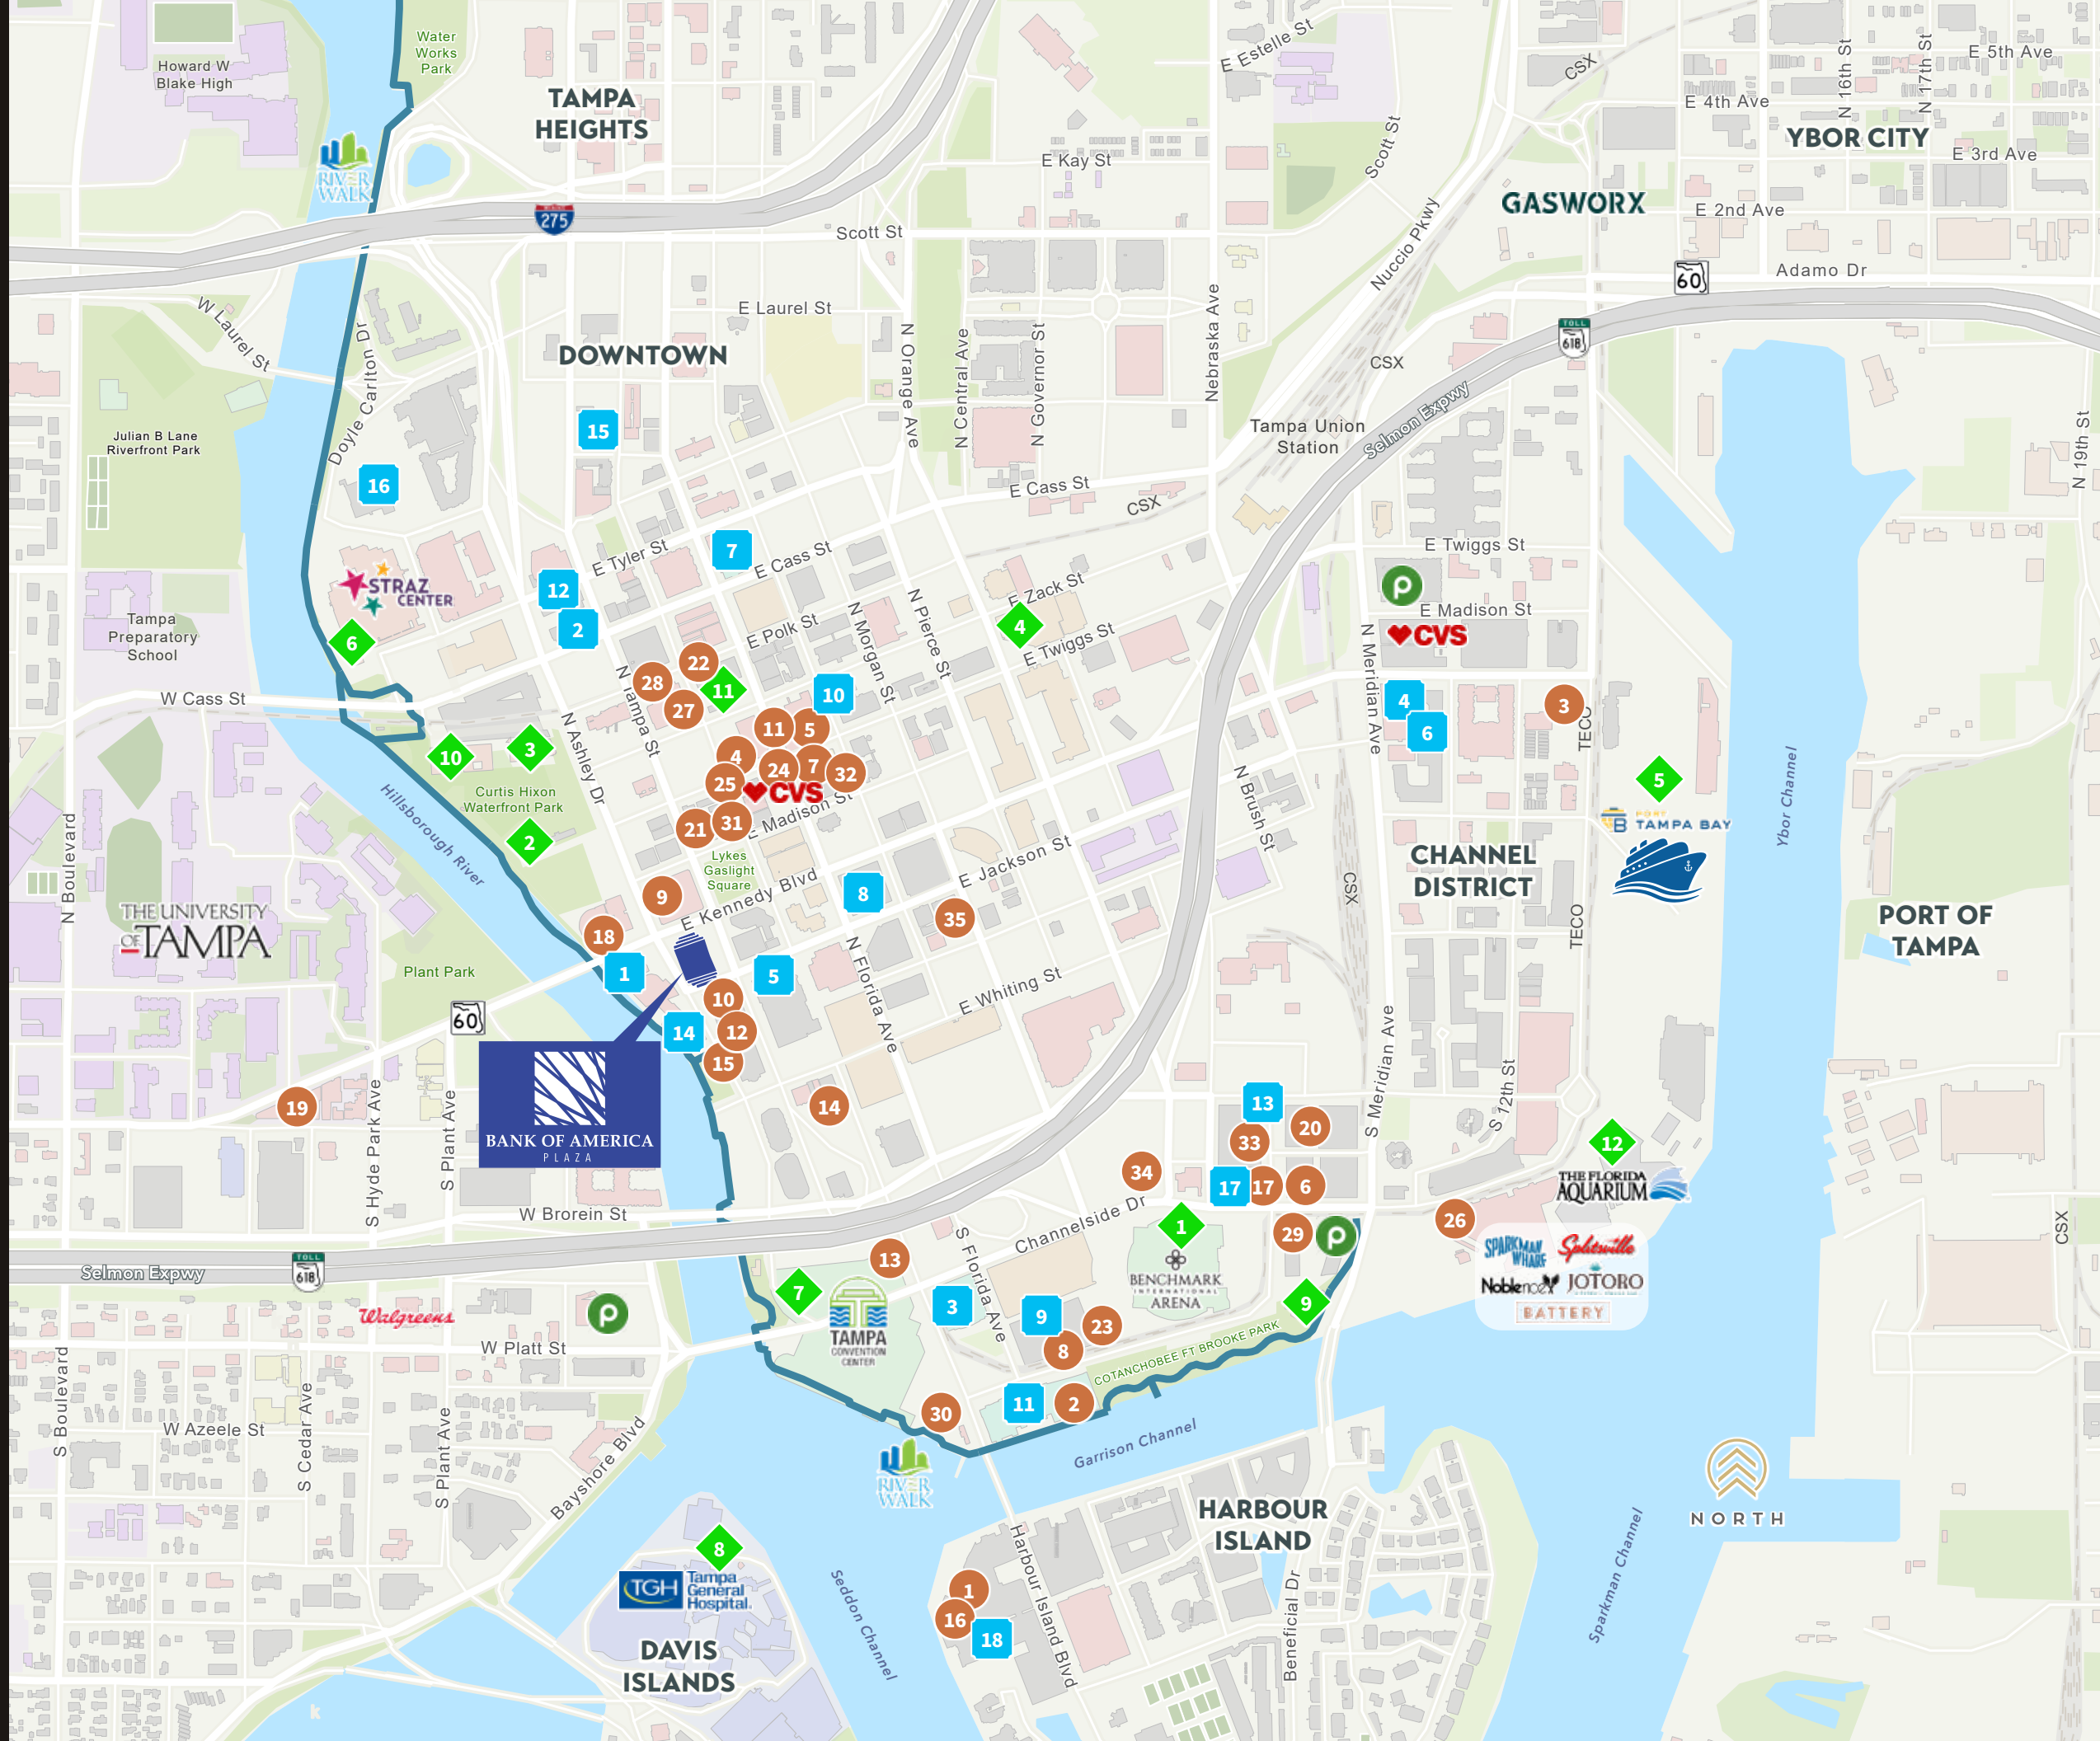 Water
Works
Park
Howard W
Blake High
TAMPA
HEIGHTS
E Estelle St
CSX
N 16th St
N 17th St
E 5th Ave
E 4th Ave
YBOR CITY
E 3rd Ave
Scott St
E Kay St
RIVER
WALK
GASWORX
E 2nd Ave
275
Scott St
Nuccio Pkwy
Adamo Dr
60
W Laurel St
E Laurel St
TOLL
618
DOWNTOWN
Doyle Carlton Dr
N Orange Ave
N Central Ave
N Governor St
Nebraska Ave
CSX
Selmon Expwy
15
Tampa Union
Station
Julian B Lane
Riverfront Park
N 19th St
16
E Cass St
CSX
E Tyler St
7
E Cass St
E Twiggs St
STRAZ
CENTER
12
E Zack St
P
2
E Madison St
4
Tampa
Preparatory
School
6
E Polk St
N Morgan St
N Pierce St
E Twiggs St
N Meridian Ave
CVS
22
28
11
10
27
W Cass St
N Tampa St
4
6
3
TECO
11
5
10
3
N Ashley Dr
4
24
7
32
25
CVS
5
Curtis Hixon
Waterfront Park
E Madison St
21
31
N Brush St
PORT
TAMPA BAY
Ybor Channel
2
Hillsborough River
N Boulevard
Lykes
Gaslight
Square
E Jackson St
CHANNEL
DISTRICT
9
E Kennedy Blvd
8
CSX
THE UNIVERSITY
OF TAMPA
35
TECO
PORT OF
TAMPA
18
Plant Park
1
5
N Florida Ave
E Whiting St
60
10
14
12
15
BANK OF AMERICA
PLAZA
S Meridian Ave
S 12th St
19
S Hyde Park Ave
S Plant Ave
14
13
20
33
12
34
17
17
6
THE FLORIDA
AQUARIUM
W Brorein St
1
26
29
P
CSX
Channelside Dr
S Florida Ave
13
SPARKMAN
WHARF
Splitsville
Noble rice
JOTORO
BATTERY
TOLL
618
Selmon Expwy
7
BENCHMARK
INTERNATIONAL
ARENA
9
Walgreens
P
TAMPA
CONVENTION
CENTER
3
9
23
8
W Platt St
COTANCHOBEE FT BROOKE PARK
S Boulevard
S Cedar Ave
S Plant Ave
11
2
30
W Azeele St
Garrison Channel
Bayshore Blvd
RIVER
WALK
HARBOUR
ISLAND
NORTH
Sparkman Channel
8
TGH
Tampa
General
Hospital
Seddon Channel
Harbour Island Blvd
Beneficial Dr
1
16
18
DAVIS
ISLANDS